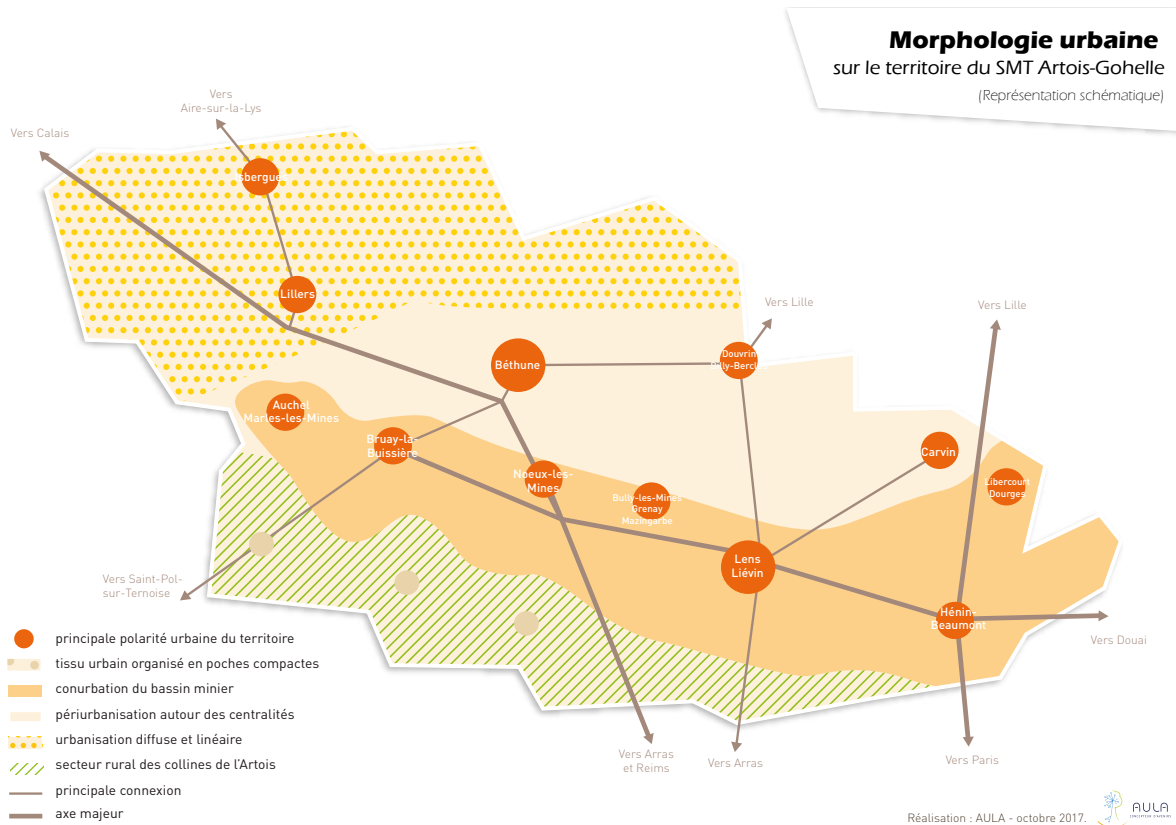 Morphologie urbaine
sur le territoire du SMT Artois-Gohelle
(Représentation schématique)
Vers
Aire-sur-la-Lys
Vers Calais
sbergue
Lillers
Vers Lille
Vers Lille
Béthune
Douvrin
Billy-Berclau
Auchel
Marles-les-Mines
Bruay-la-
Buissière
Carvin
Noeux-les-
Mines
Bully-les-Mines
Grenay
Mazingarbe
Libercourt
Dourges
Lens
Liévin
Vers Saint-Pol-
sur-Ternoise
Hénin-
Beaumont
Vers Douai
principale polarité urbaine du territoire
tissu urbain organisé en poches compactes
conurbation du bassin minier
périurbanisation autour des centralités
urbanisation diffuse et linéaire
secteur rural des collines de l'Artois
principale connexion
axe majeur
Vers Arras
et Reims
Vers Arras
Vers Paris
Réalisation : AULA - octobre 2017.
AULA